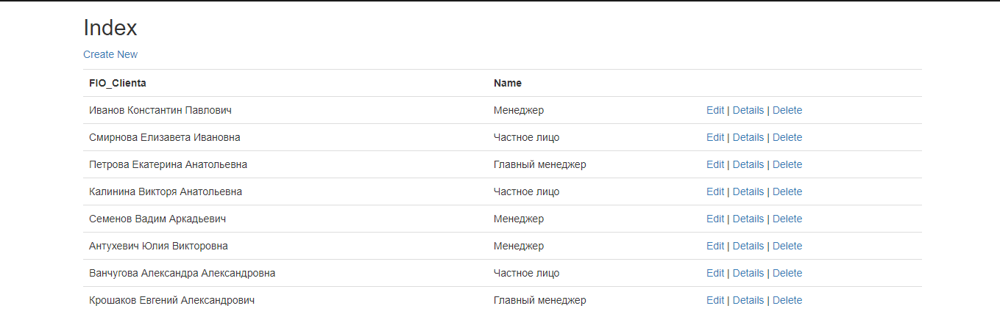 Index
Create New
FIO_Clienta Name
Иванов Константин Павлович Менеджер Edit | Details | Delete
Смирнова Елизавета Ивановна Частное лицо Edit | Details | Delete
Петрова Екатерина Анатольевна Главный менеджер Edit | Details | Delete
Калинина Викторя Анатольевна Частное лицо Edit | Details | Delete
Семенов Вадим Аркадьевич Менеджер Edit | Details | Delete
Антухевич Юлия Викторовна Менеджер Edit | Details | Delete
Ванчугова Александра Александровна Частное лицо Edit | Details | Delete
Крошаков Евгений Александрович Главный менеджер Edit | Details | Delete